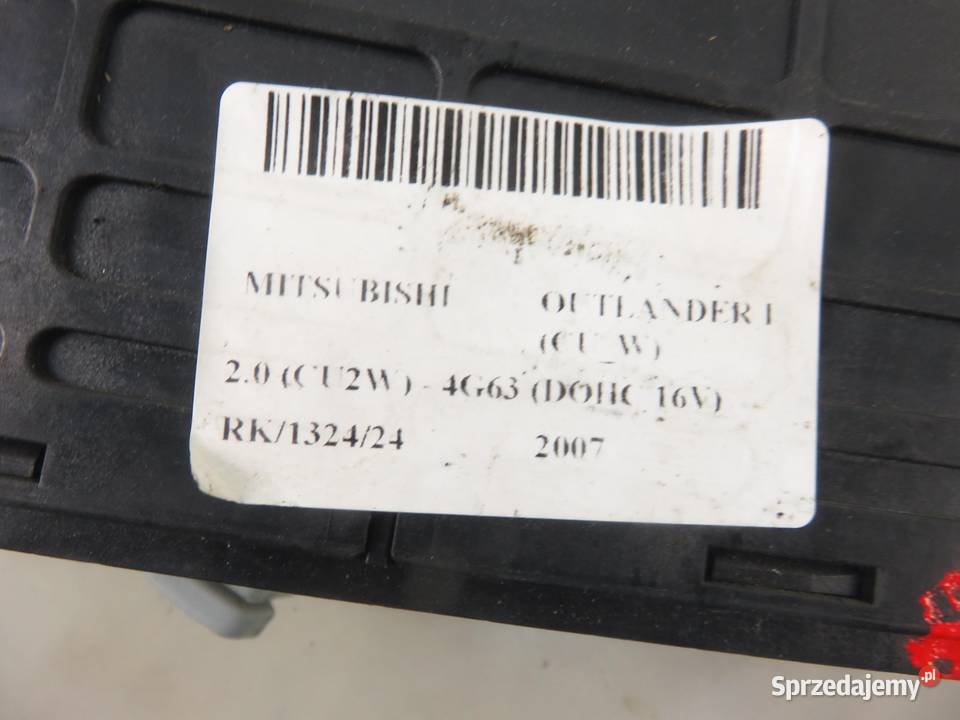 MITSUBISHI OUTLANDER I
(CU_W)
2.0 (CU2W) - 4G63 (DOHC 16V)
RK/1324/24 2007
Sprzedajemy.pl